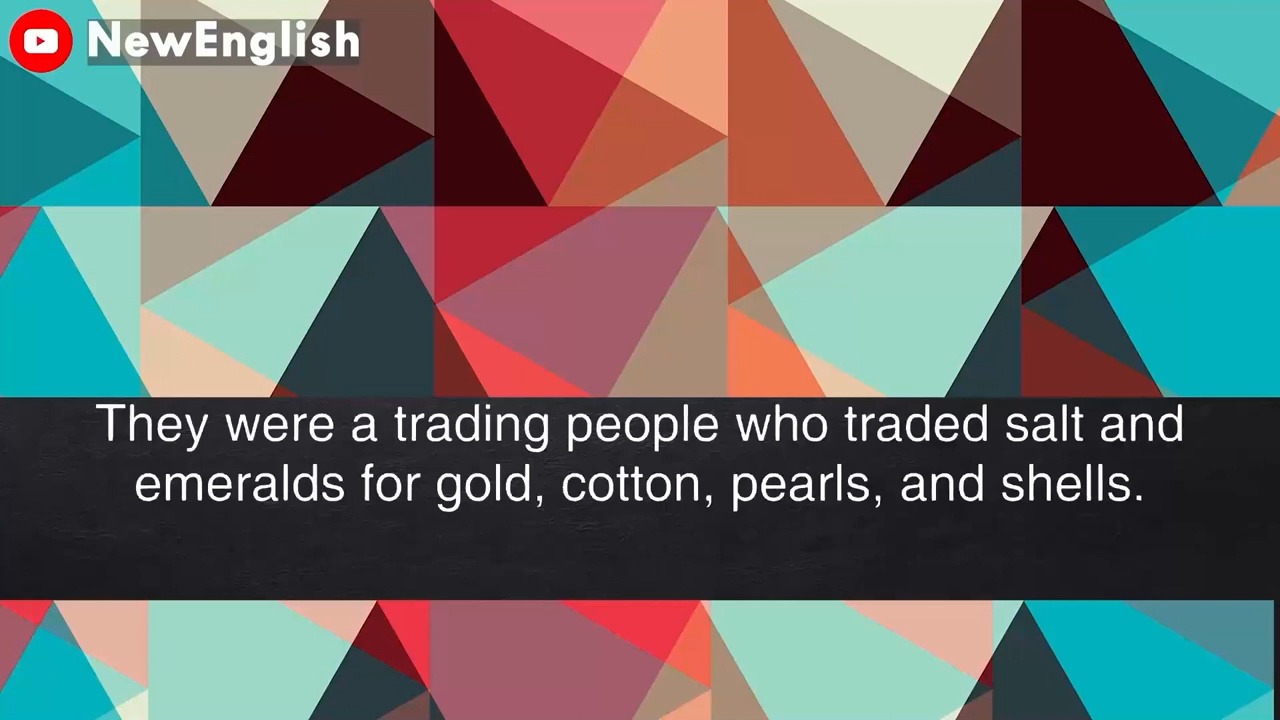 NewEnglish
They were a trading people who traded salt and
emeralds for gold, cotton, pearls, and shells.